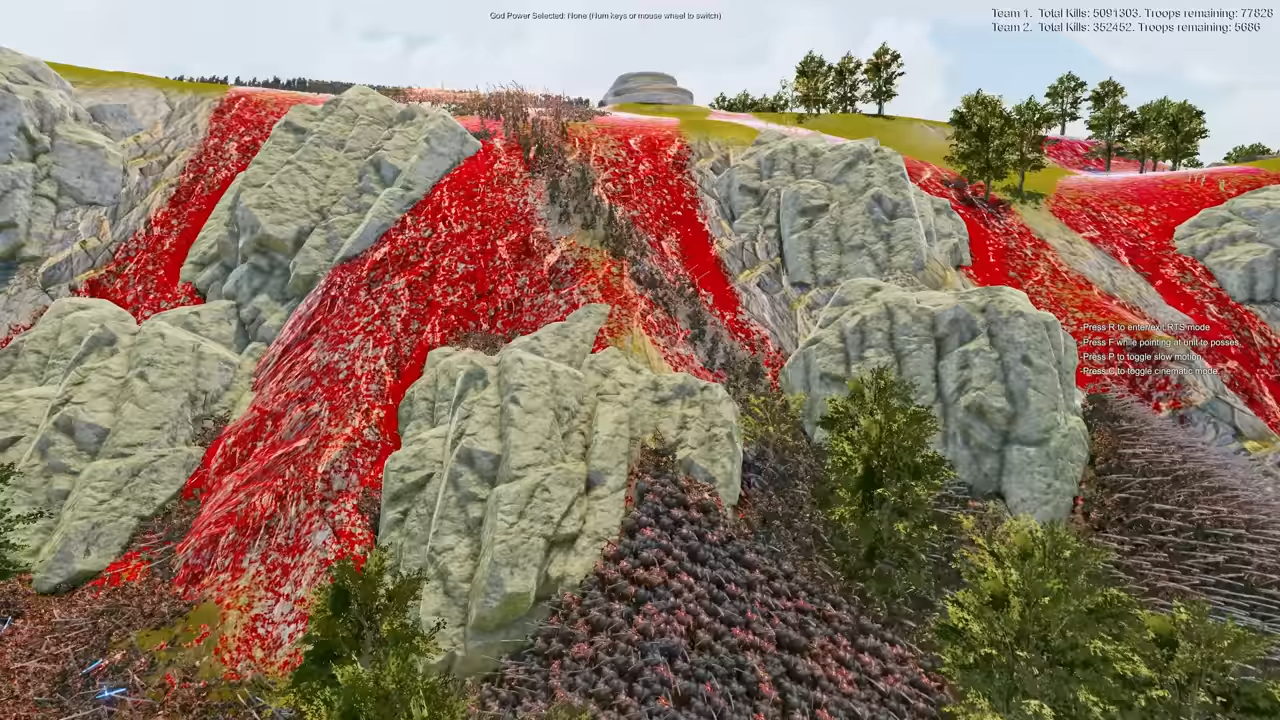 God Power Selected: None (Num keys or mouse wheel to switch)
Team 1. Total Kills: 5091303. Troops remaining: 77828
Team 2. Total Kills: 352452. Troops remaining: 5686
-Press R to enter/exit RTS mode
-Press F while pointing at unit to posses
-Press P to toggle slow motion
-Press C to toggle cinematic mode